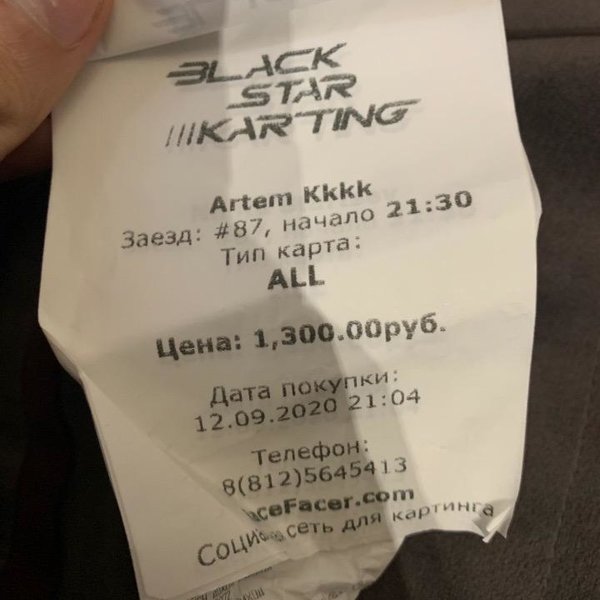 BLACK
STAR
KARTING
Artem Kkkk
Заезд: #87, начало 21:30
Тип карта:
ALL
Цена: 1,300.00руб.
Дата покупки:
12.09.2020 21:04
Телефон:
8(812)5645413
aceFacer.com
сеть для картинга